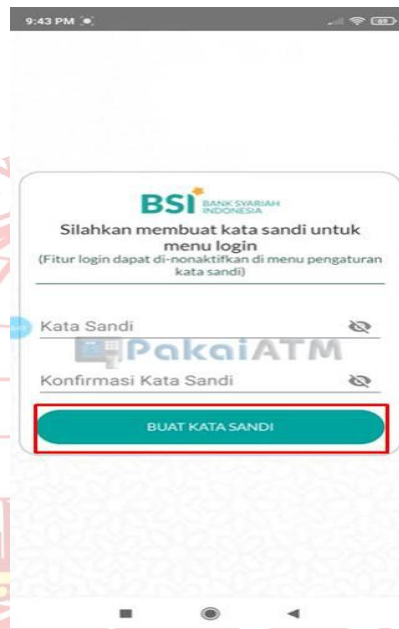 9:43 PM
69
BSI BANK SYARIAH
INDONESIA
Silahkan membuat kata sandi untuk
menu login
(Fitur login dapat di-nonaktifkan di menu pengaturan
kata sandi)
Kata Sandi
PakaiATM
Konfirmasi Kata Sandi
BUAT KATA SANDI